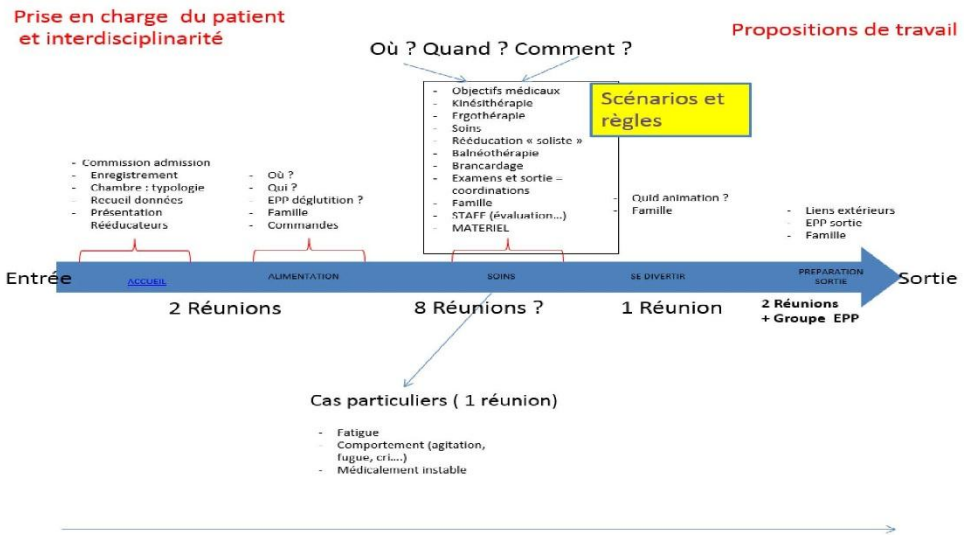 Prise en charge du patient
et interdisciplinarité
Propositions de travail
Où ? Quand ? Comment ?
- Objectifs médicaux
- Kinésithérapie
- Ergothérapie
- Soins
- Rééducation « soliste »
- Balnéothérapie
- Brancardage
- Examens et sortie =
coordinations
- Famille
- STAFF (évaluation...)
- MATERIEL
Scénarios et
règles
- Commission admission
- Enregistrement
- Chambre : typologie
- Recueil données
- Présentation
Rééducateurs
- Où ?
- Qui ?
- EPP déglutition ?
- Famille
- Commandes
- Quid animation ?
- Famille
- Liens extérieurs
- EPP sortie
- Famille
Entrée
ACCUEIL
ALIMENTATION
SOINS
SE DIVERTIR
PREPARATION
SORTIE
Sortie
2 Réunions
8 Réunions ?
1 Réunion
2 Réunions
+ Groupe EPP
Cas particuliers ( 1 réunion)
- Fatigue
- Comportement (agitation,
fugue, cri....)
- Médicalement instable